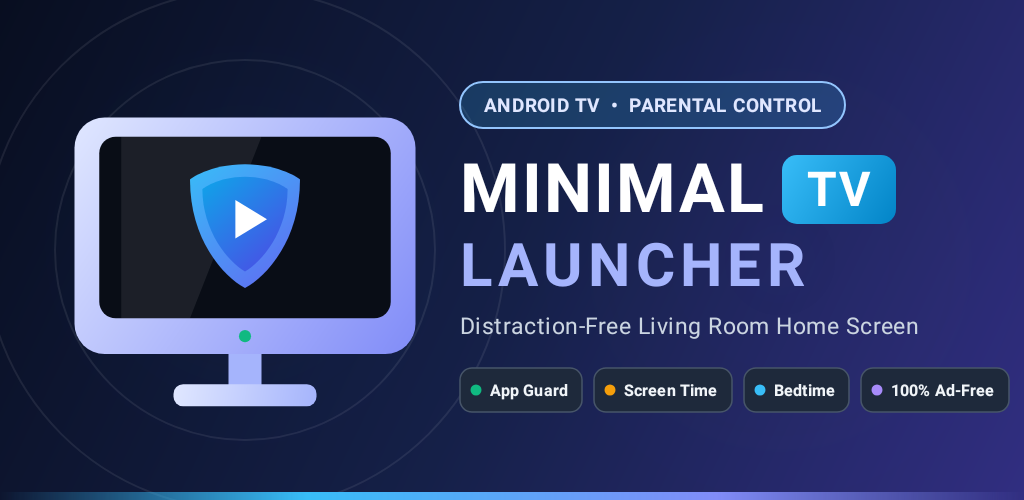 ANDROID TV • PARENTAL CONTROL
MINIMAL TV
LAUNCHER
Distraction-Free Living Room Home Screen
App Guard Screen Time Bedtime 100% Ad-Free